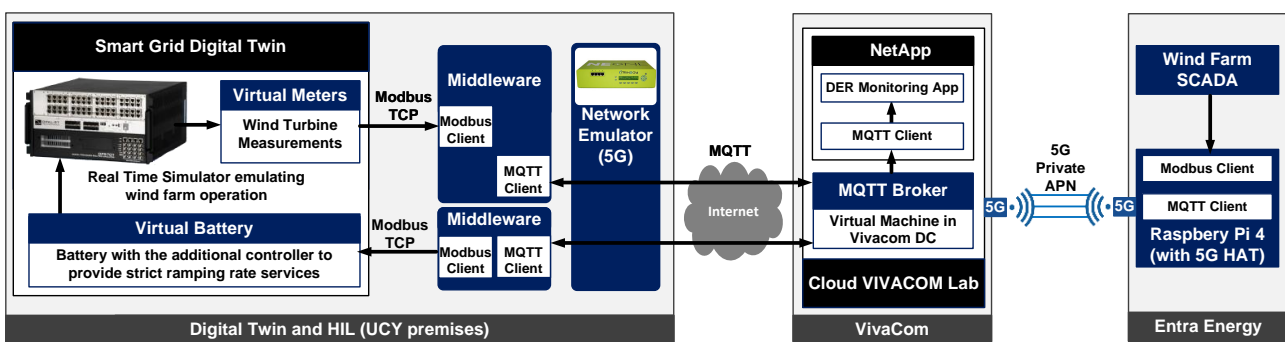 Smart Grid Digital Twin
Virtual Meters
Wind Turbine
Measurements
Real Time Simulator emulating
wind farm operation
Virtual Battery
Battery with the additional controller to
provide strict ramping rate services
Modbus
TCP
Modbus
TCP
Middleware
Modbus
Client
MQTT
Client
Middleware
Modbus
Client
MQTT
Client
Network
Emulator
(5G)
Digital Twin and HIL (UCY premises)
MQTT
Internet
NetApp
DER Monitoring App
MQTT Client
MQTT Broker
Virtual Machine in
Vivacom DC
Cloud VIVACOM Lab
VivaCom
5G
5G
Private
APN
5G
Wind Farm
SCADA
Modbus Client
MQTT Client
Raspbery Pi 4
(with 5G HAT)
Entra Energy